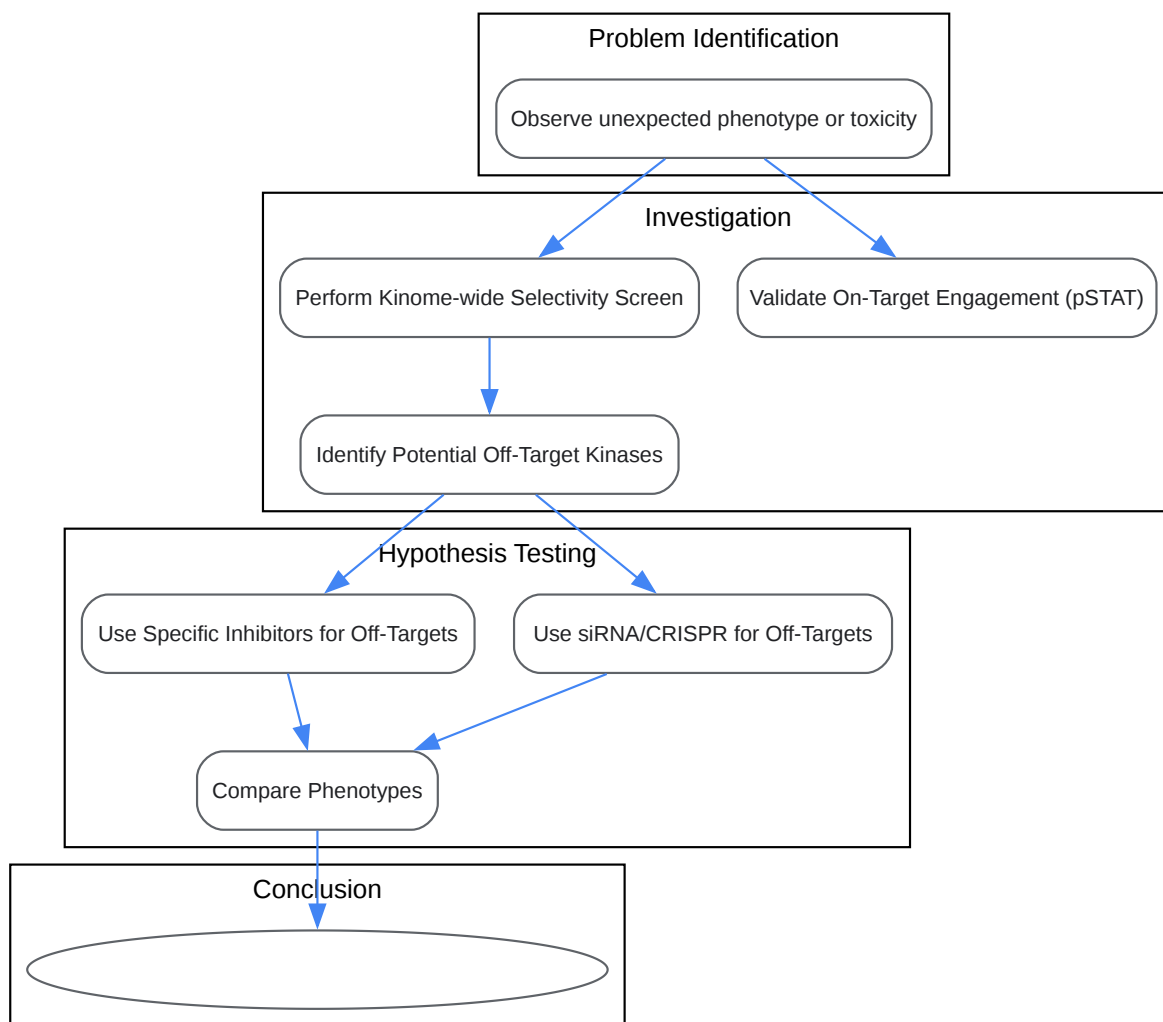 Problem Identification
Observe unexpected phenotype or toxicity
Investigation
Perform Kinome-wide Selectivity Screen
Validate On-Target Engagement (pSTAT)
Identify Potential Off-Target Kinases
Hypothesis Testing
Use Specific Inhibitors for Off-Targets
Use siRNA/CRISPR for Off-Targets
Compare Phenotypes
Conclusion